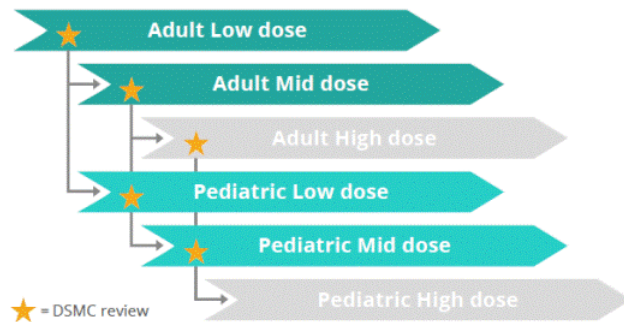 Adult Low dose
Adult Mid dose
Adult High dose
Pediatric Low dose
Pediatric Mid dose
Pediatric High dose
= DSMC review